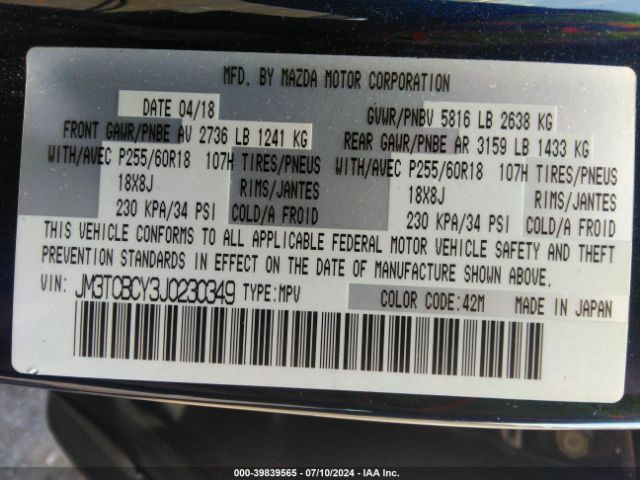 MFD. BY MAZDA MOTOR CORPORATION
DATE 04/18
GVWR/PNBV 5816 LB 2638 KG
FRONT GAWR/PNBE AV 2736 LB 1241 KG
REAR GAWR/PNBE AR 3159 LB 1433 KG
WITH/AVEC P255/60R18 107H TIRES/PNEUS
WITH/AVEC P255/60R18 107H TIRES/PNEUS
18X8J RIMS/JANTES
18X8J RIMS/JANTES
230 KPA/34 PSI COLD/A FROID
230 KPA/34 PSI COLD/A FROID
THIS VEHICLE CONFORMS TO ALL APPLICABLE FEDERAL MOTOR VEHICLE SAFETY AND THEFT
PREVENTION STANDARDS IN EFFECT ON THE DATE OF MANUFACTURE SHOWN ABOVE.
VIN: JM3TCBCY3J0230349 TYPE:MPV
COLOR CODE:42M MADE IN JAPAN
000-39839565 - 07/10/2024 - IAA Inc.